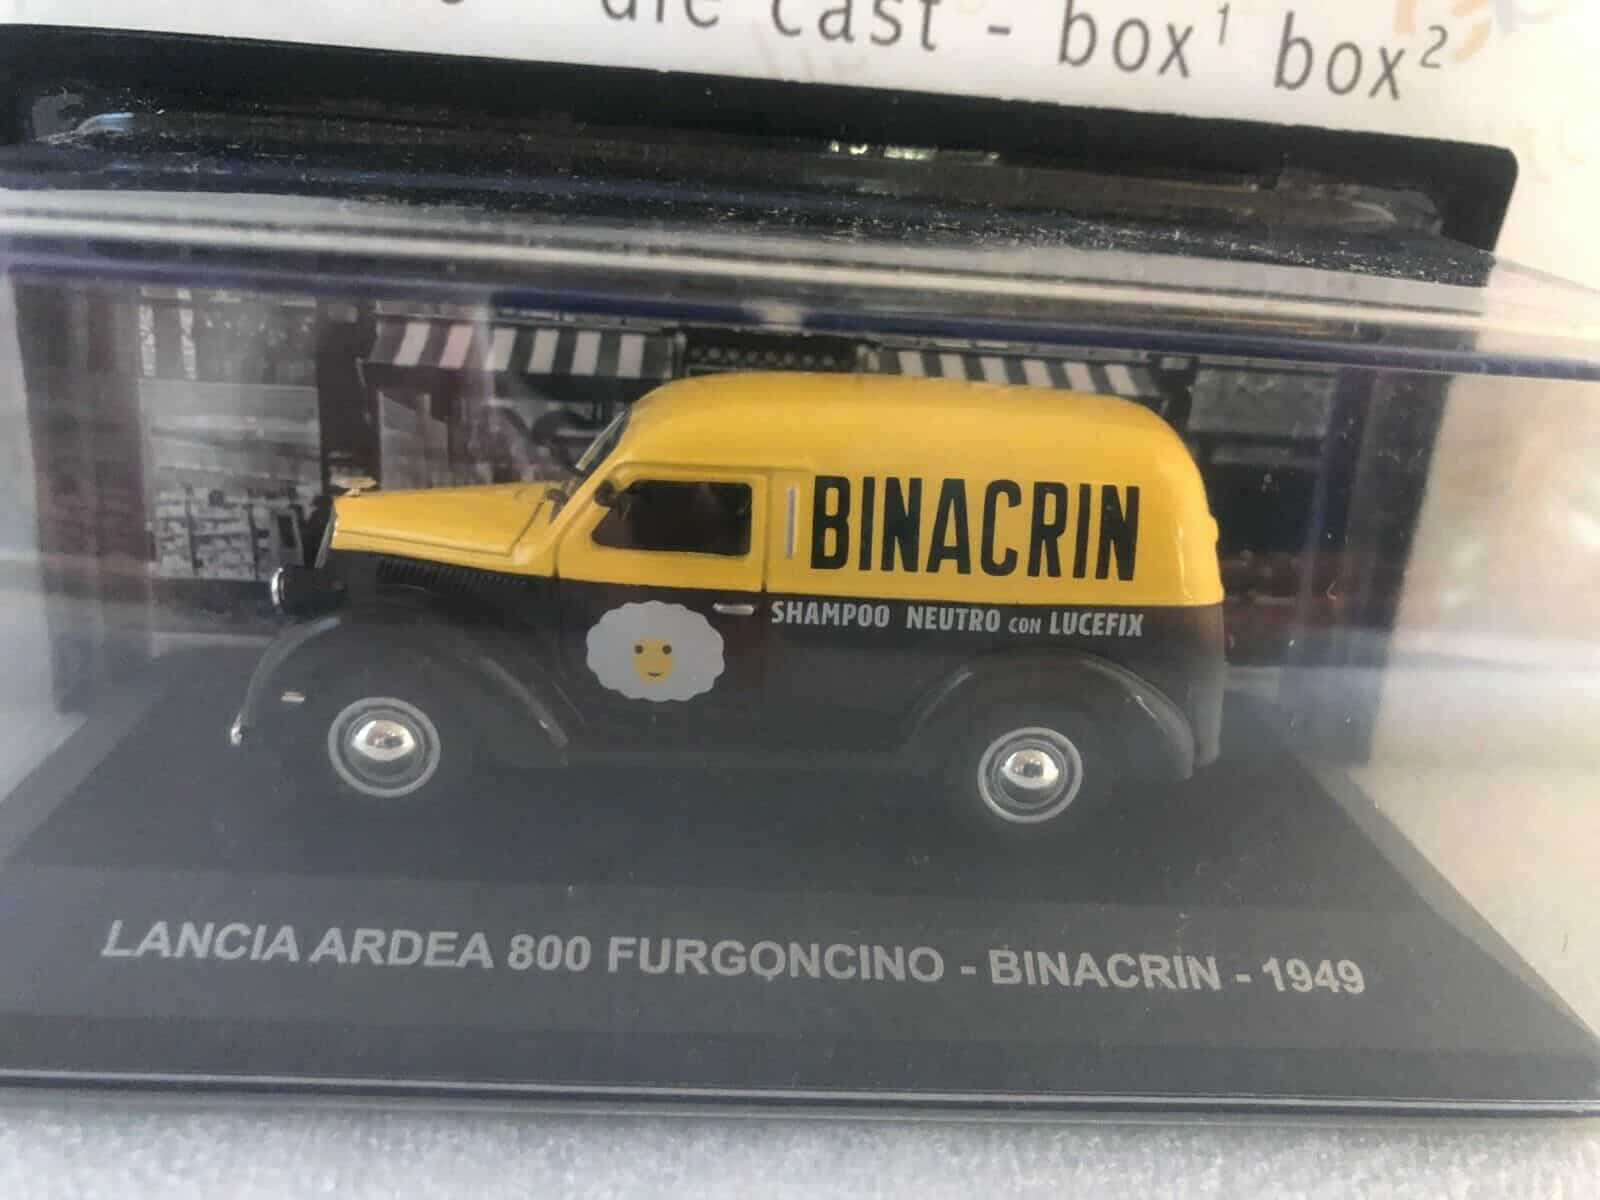 die cast - box¹ box²
BINACRIN
SHAMPOO NEUTRO CON LUCEFIX
LANCIA ARDEA 800 FURGONCINO - BINACRIN - 1949